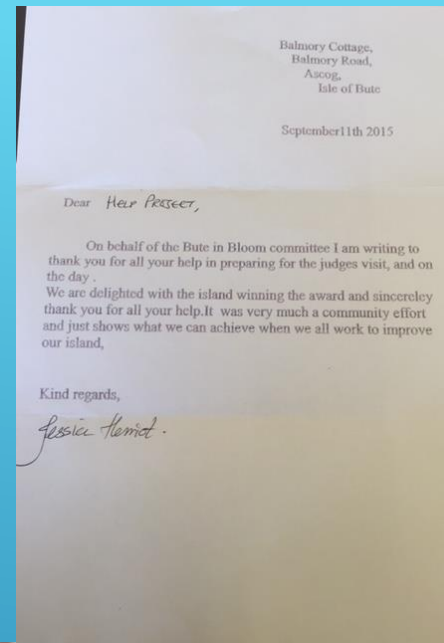 Balmory Cottage,
Balmory Road,
Ascog,
Isle of Bute
September11th 2015
Dear Help Project,
On behalf of the Bute in Bloom committee I am writing to
thank you for all your help in preparing for the judges visit, and on
the day .
We are delighted with the island winning the award and sincereley
thank you for all your help.It was very much a community effort
and just shows what we can achieve when we all work to improve
our island,
Kind regards,
Jessica Herriot.